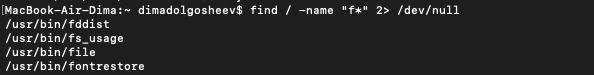 [MacBook-Air-Dima:~ dimadolgosheev$ find / -name "f*" 2> /dev/null
/usr/bin/fddist
/usr/bin/fs_usage
/usr/bin/file
/usr/bin/fontrestore